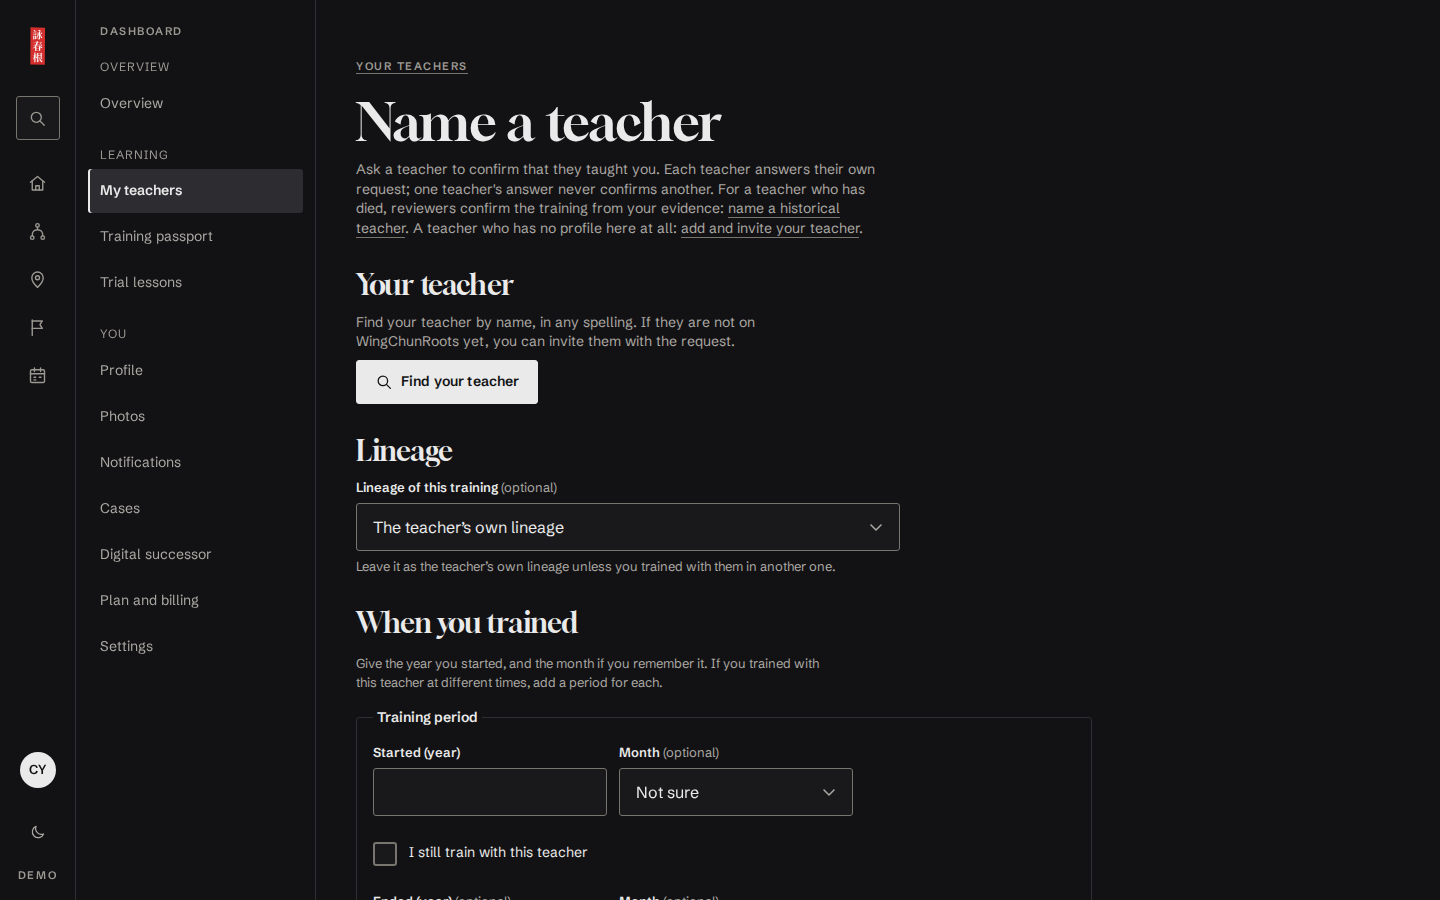 詠春根
DASHBOARD
OVERVIEW
Overview
LEARNING
My teachers
Training passport
Trial lessons
YOU
Profile
Photos
Notifications
Cases
Digital successor
Plan and billing
Settings
CY
DEMO
YOUR TEACHERS
Name a teacher
Ask a teacher to confirm that they taught you. Each teacher answers their own
request; one teacher's answer never confirms another. For a teacher who has
died, reviewers confirm the training from your evidence: name a historical
teacher. A teacher who has no profile here at all: add and invite your teacher.
Your teacher
Find your teacher by name, in any spelling. If they are not on
WingChunRoots yet, you can invite them with the request.
Find your teacher
Lineage
Lineage of this training (optional)
The teacher’s own lineage
Leave it as the teacher’s own lineage unless you trained with them in another one.
When you trained
Give the year you started, and the month if you remember it. If you trained with
this teacher at different times, add a period for each.
Training period
Started (year)
Month (optional)
Not sure
I still train with this teacher
Ended (year) (optional)
Month (optional)